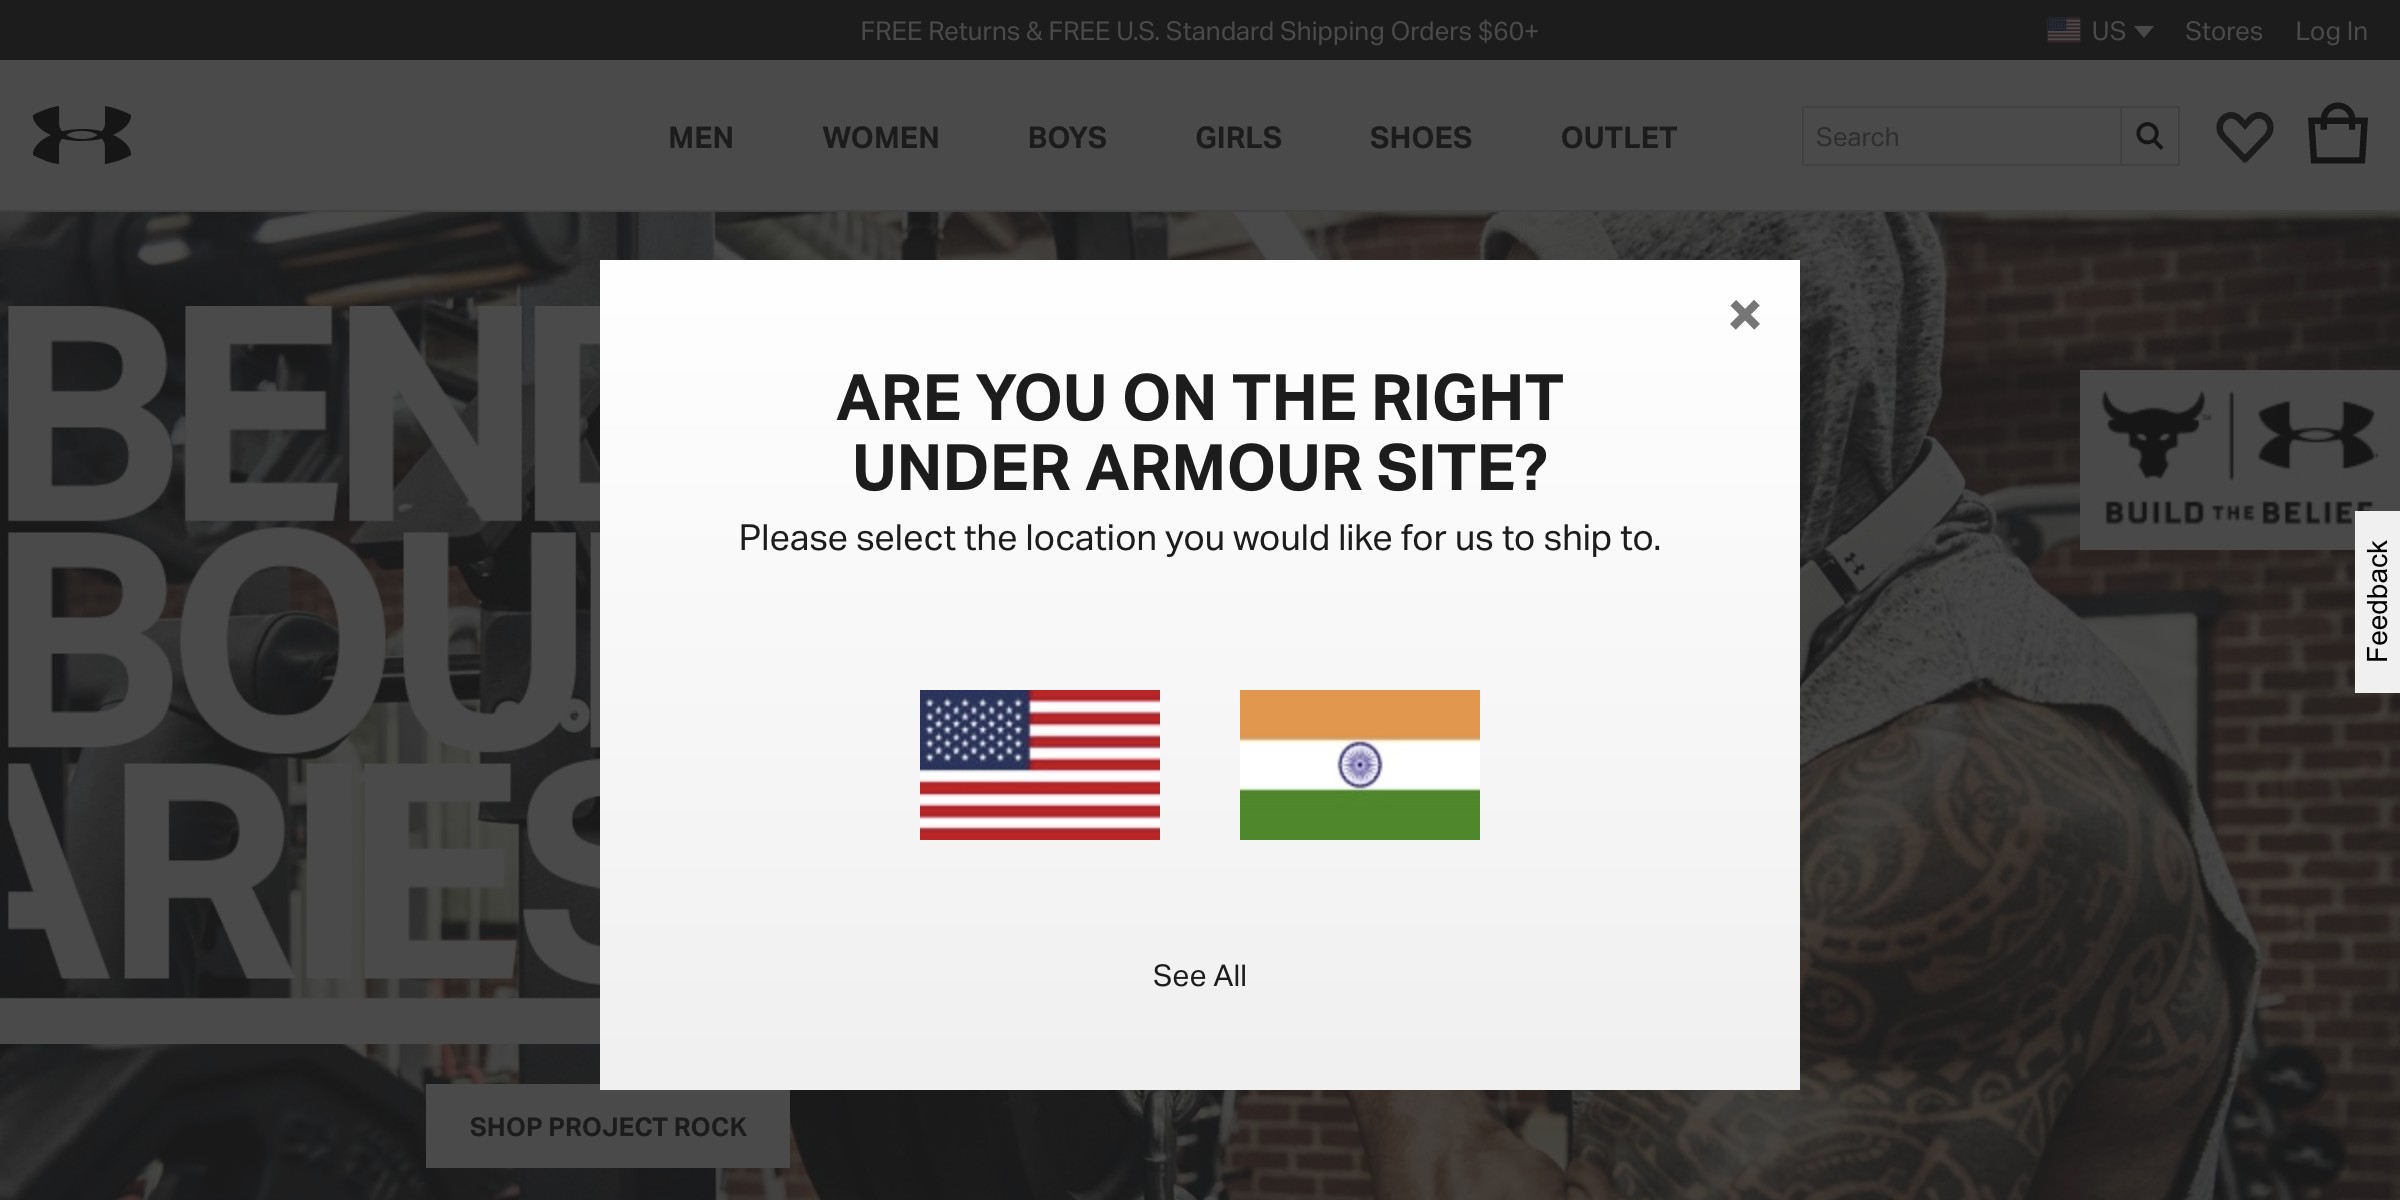 FREE Returns & FREE U.S. Standard Shipping Orders $60+
US
Stores
Log In
MEN
WOMEN
BOYS
GIRLS
SHOES
OUTLET
Search
BEN
BOU
ARIES
ARE YOU ON THE RIGHT
UNDER ARMOUR SITE?
Please select the location you would like for us to ship to.
See All
BUILD THE BELIEF
Feedback
SHOP PROJECT ROCK